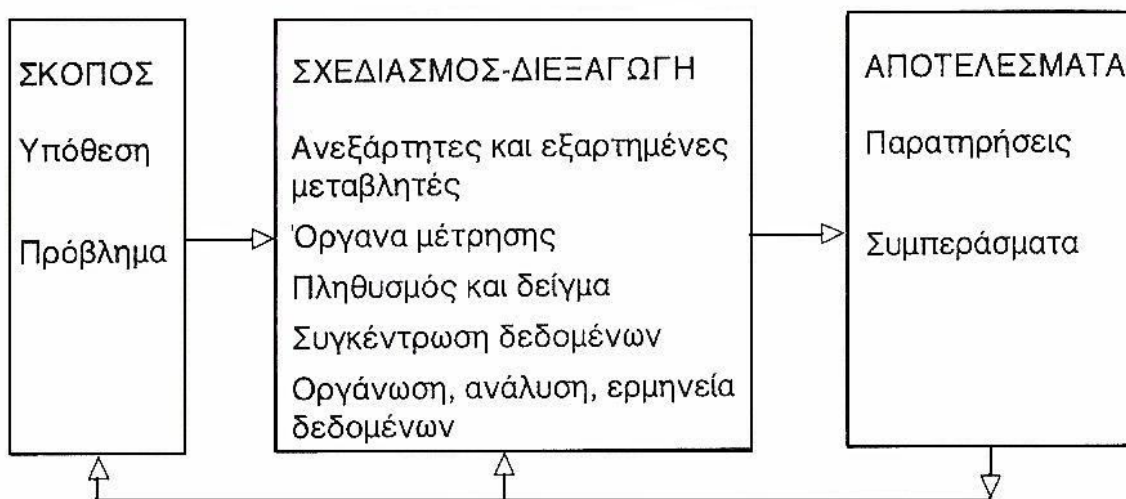 ΣΚΟΠΟΣ
Υπόθεση
Πρόβλημα
ΣΧΕΔΙΑΣΜΟΣ-ΔΙΕΞΑΓΩΓΗ
Ανεξάρτητες και εξαρτημένες
μεταβλητές
Όργανα μέτρησης
Πληθυσμός και δείγμα
Συγκέντρωση δεδομένων
Οργάνωση, ανάλυση, ερμηνεία
δεδομένων
ΑΠΟΤΕΛΕΣΜΑΤΑ
Παρατηρήσεις
Συμπεράσματα